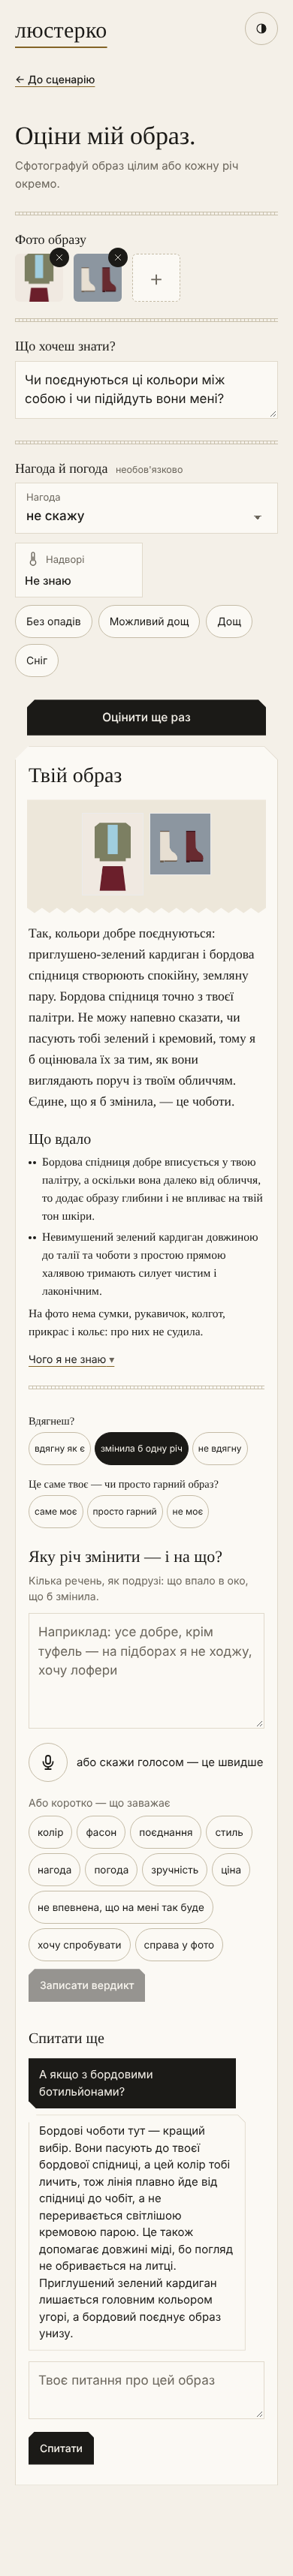 люстерко
← До сценарію
Оціни мій образ.
Сфотографуй образ цілим або кожну річ
окремо.
Фото образу
Що хочеш знати?
Чи поєднуються ці кольори між
собою і чи підійдуть вони мені?
Нагода й погода необов'язково
Нагода
не скажу
Надворі
Не знаю
Без опадів Можливий дощ Дощ
Сніг
Оцінити ще раз
Твій образ
Так, кольори добре поєднуються:
приглушено-зелений кардиган і бордова
спідниця створюють спокійну, земляну
пару. Бордова спідниця точно з твоєї
палітри. Не можу напевно сказати, чи
пасують тобі зелений і кремовий, тому я
б оцінювала їх за тим, як вони
виглядають поруч із твоїм обличчям.
Єдине, що я б змінила, — це чоботи.
Що вдало
Бордова спідниця добре вписується у твою
палітру, а оскільки вона далеко від обличчя,
то додає образу глибини і не впливає на твій
тон шкіри.
Невимушений зелений кардиган довжиною
до талії та чоботи з простою прямою
халявою тримають силует чистим і
лаконічним.
На фото нема сумки, рукавичок, колгот,
прикрас і кольє: про них не судила.
Чого я не знаю ▾
Вдягнеш?
вдягну як є змінила б одну річ не вдягну
Це саме твоє — чи просто гарний образ?
саме моє просто гарний не моє
Яку річ змінити — і на що?
Кілька речень, як подрузі: що впало в око,
що б змінила.
Наприклад: усе добре, крім
туфель — на підборах я не ходжу,
хочу лофери
або скажи голосом — це швидше
Або коротко — що заважає
колір фасон поєднання стиль
нагода погода зручність ціна
не впевнена, що на мені так буде
хочу спробувати справа у фото
Записати вердикт
Спитати ще
А якщо з бордовими
ботильйонами?
Бордові чоботи тут — кращий
вибір. Вони пасують до твоєї
бордової спідниці, а цей колір тобі
личить, тож лінія плавно йде від
спідниці до чобіт, а не
переривається світлішою
кремовою парою. Це також
допомагає довжині міді, бо погляд
не обривається на литці.
Приглушений зелений кардиган
лишається головним кольором
угорі, а бордовий поєднує образ
унизу.
Твоє питання про цей образ
Спитати